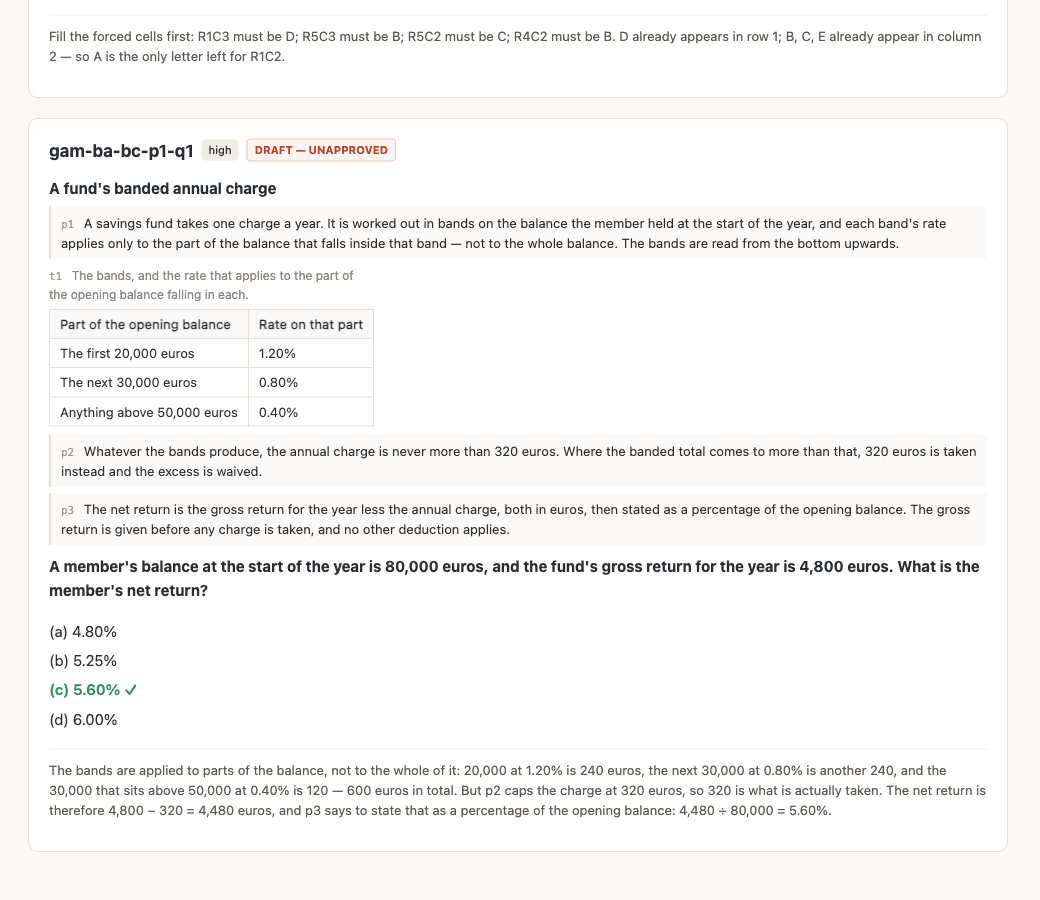 Fill the forced cells first: R1C3 must be D; R5C3 must be B; R5C2 must be C; R4C2 must be B. D already appears in row 1; B, C, E already appear in column
2 — so A is the only letter left for R1C2.
gam-ba-bc-p1-q1 high DRAFT — UNAPPROVED
A fund's banded annual charge
p1 A savings fund takes one charge a year. It is worked out in bands on the balance the member held at the start of the year, and each band's rate
applies only to the part of the balance that falls inside that band — not to the whole balance. The bands are read from the bottom upwards.
t1 The bands, and the rate that applies to the part of
the opening balance falling in each.
Part of the opening balance Rate on that part
The first 20,000 euros 1.20%
The next 30,000 euros 0.80%
Anything above 50,000 euros 0.40%
p2 Whatever the bands produce, the annual charge is never more than 320 euros. Where the banded total comes to more than that, 320 euros is taken
instead and the excess is waived.
p3 The net return is the gross return for the year less the annual charge, both in euros, then stated as a percentage of the opening balance. The gross
return is given before any charge is taken, and no other deduction applies.
A member's balance at the start of the year is 80,000 euros, and the fund's gross return for the year is 4,800 euros. What is the
member's net return?
(a) 4.80%
(b) 5.25%
(c) 5.60% ✓
(d) 6.00%
The bands are applied to parts of the balance, not to the whole of it: 20,000 at 1.20% is 240 euros, the next 30,000 at 0.80% is another 240, and the
30,000 that sits above 50,000 at 0.40% is 120 — 600 euros in total. But p2 caps the charge at 320 euros, so 320 is what is actually taken. The net return is
therefore 4,800 − 320 = 4,480 euros, and p3 says to state that as a percentage of the opening balance: 4,480 ÷ 80,000 = 5.60%.